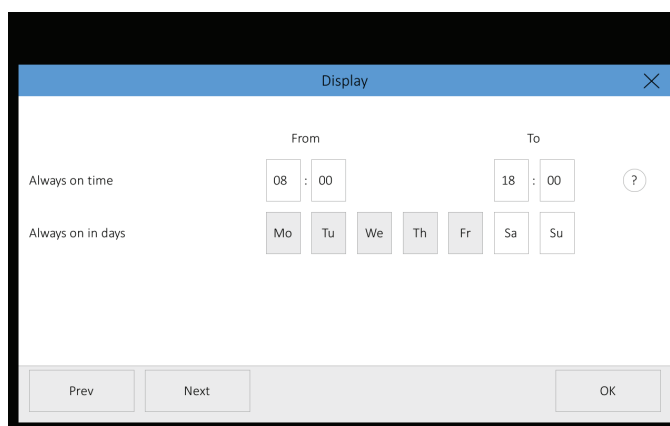 Display
From To
Always on time 08 : 00 18 : 00 ?
Always on in days Mo Tu We Th Fr Sa Su
Prev Next OK